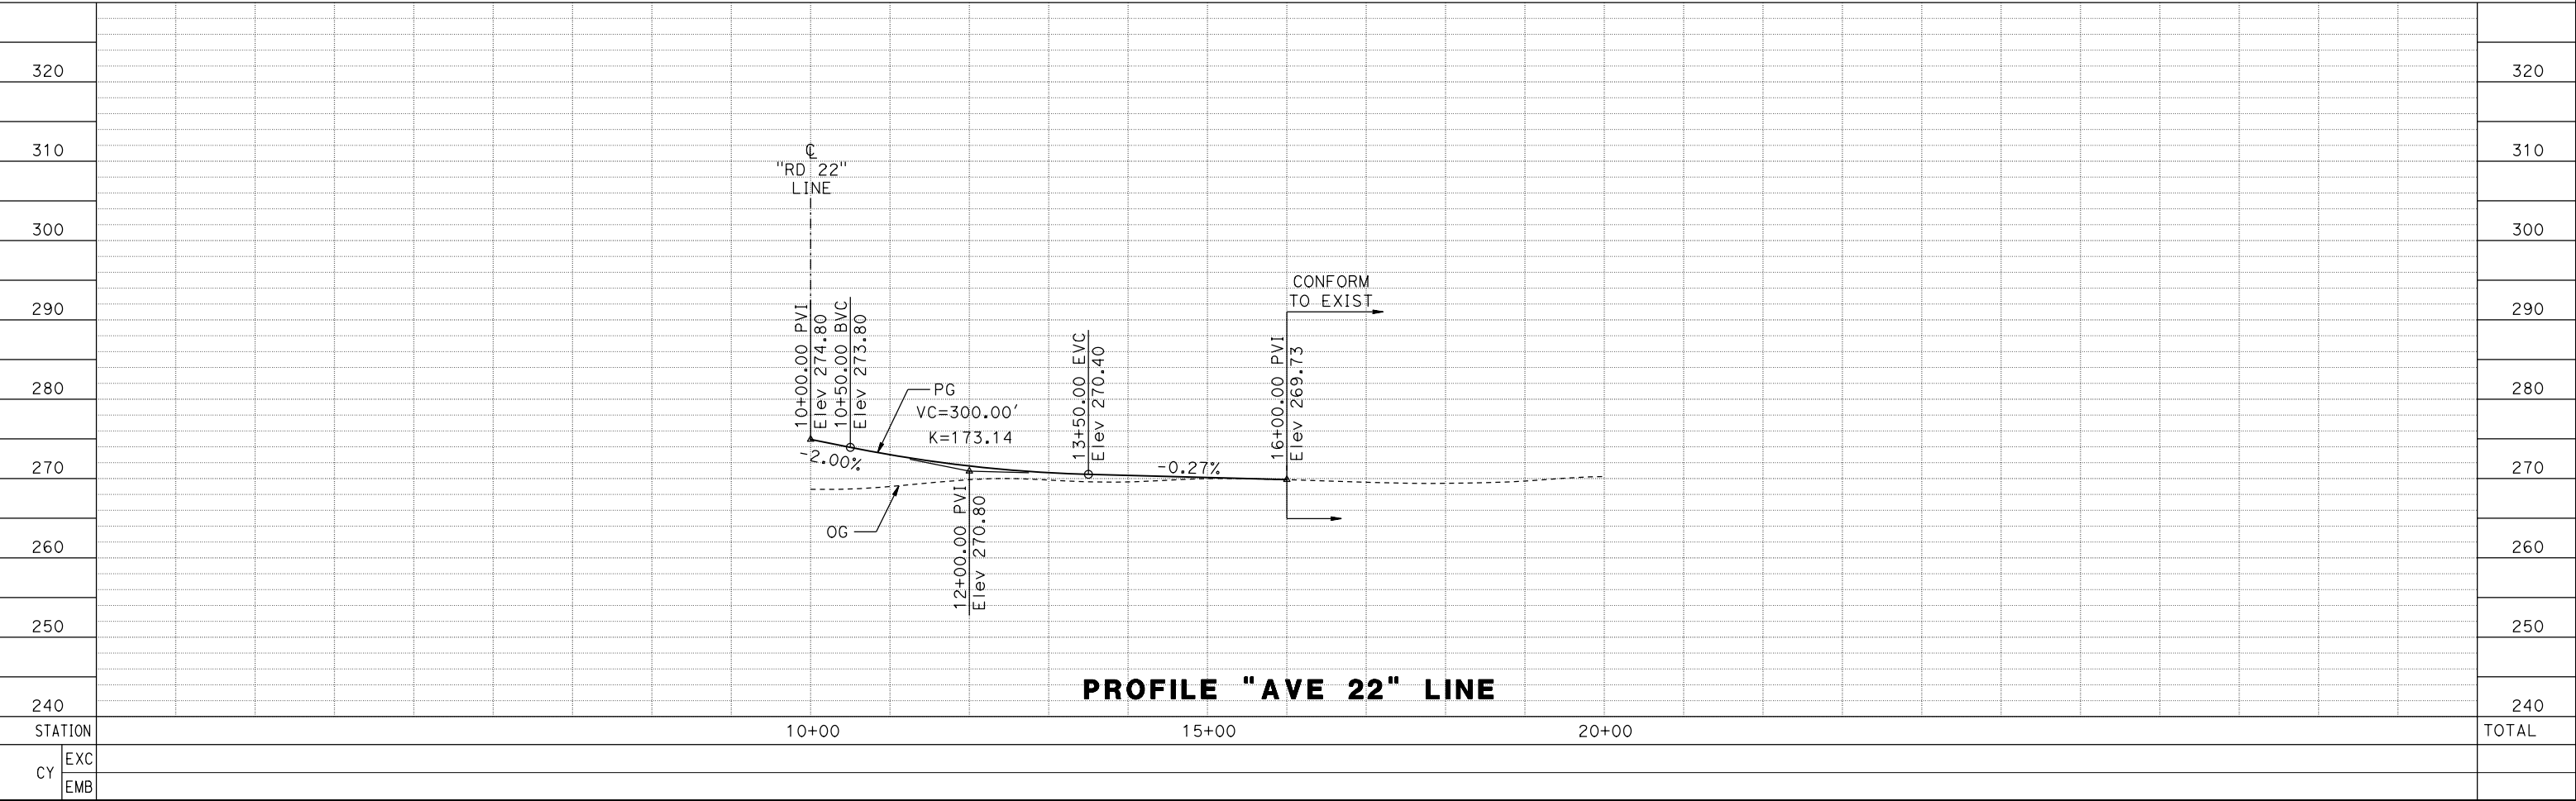 320
320
310
310
℄
"RD 22"
LINE
300
300
CONFORM
TO EXIST
290
290
10+00.00 PVI
Elev 274.80
10+50.00 BVC
Elev 273.80
13+50.00 EVC
Elev 270.40
16+00.00 PVI
Elev 269.73
280
280
PG
VC=300.00'
K=173.14
270
270
-2.00%
-0.27%
12+00.00 PVI
Elev 270.80
OG
260
260
250
250
PROFILE "AVE 22" LINE
240
240
STATION
10+00
15+00
20+00
TOTAL
CY
EXC
EMB